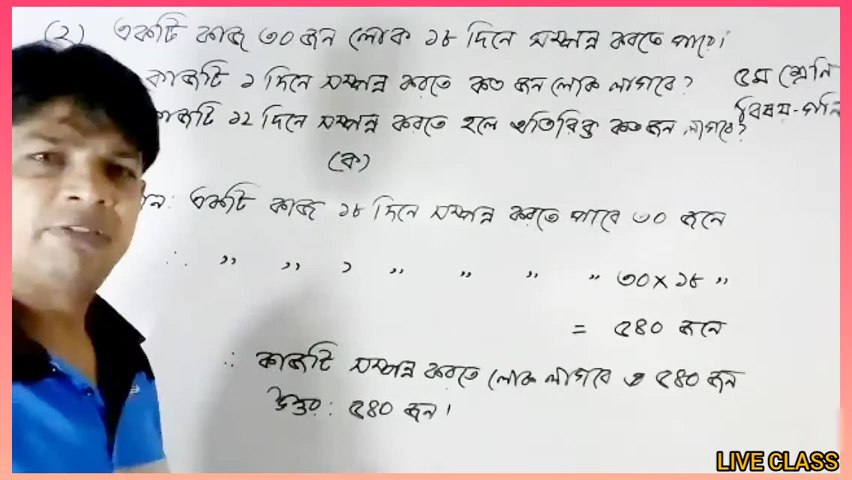 (২) একটি কাজ ৩০ জন লোক ১৮ দিনে সম্পন্ন করতে পারে।
কাজটি ১ দিনে সম্পন্ন করতে কত জন লোক লাগবে?
৫ম শ্রেনি
কাজটি ১২ দিনে সম্পন্ন করতে হলে অতিরিক্ত কতজন লাগবে?
বিষয়-গনি
(ক)
একটি কাজ ১৮ দিনে সম্পন্ন করতে পারে ৩০ জনে
∴ ,, ,, ১ ,, ,, ,, ,, ৩০×১৮ ,,
= ৫৪০ জনে
∴ কাজটি সম্পন্ন করতে লোক লাগবে ৫৪০ জন
উত্তর: ৫৪০ জন।
LIVE CLASS